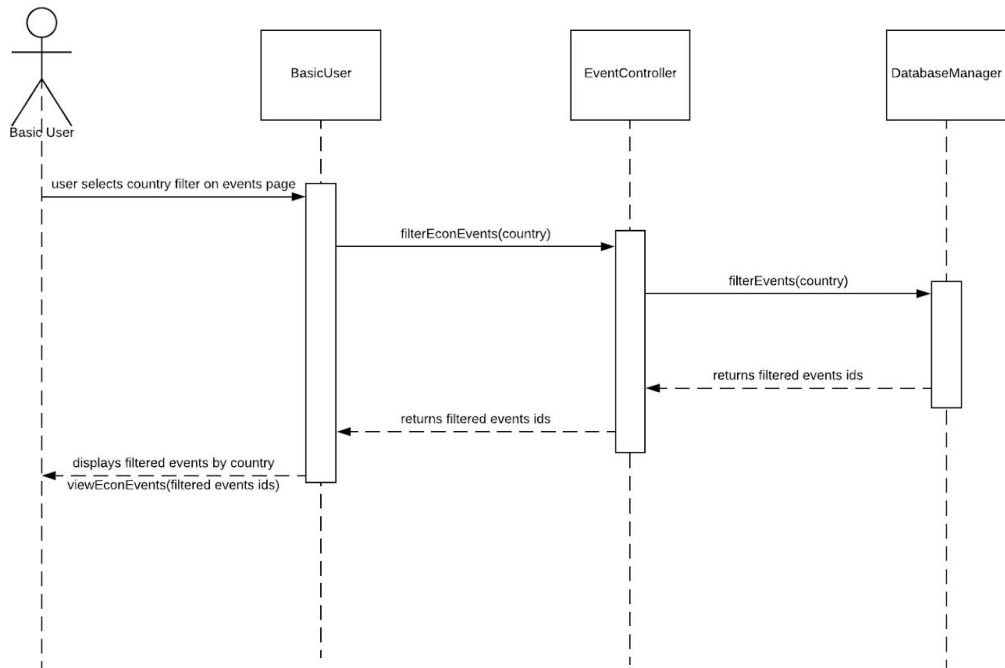 BasicUser
EventController
DatabaseManager
Basic User
user selects country filter on events page
filterEconEvents(country)
filterEvents(country)
returns filtered events ids
returns filtered events ids
displays filtered events by country
viewEconEvents(filtered events ids)